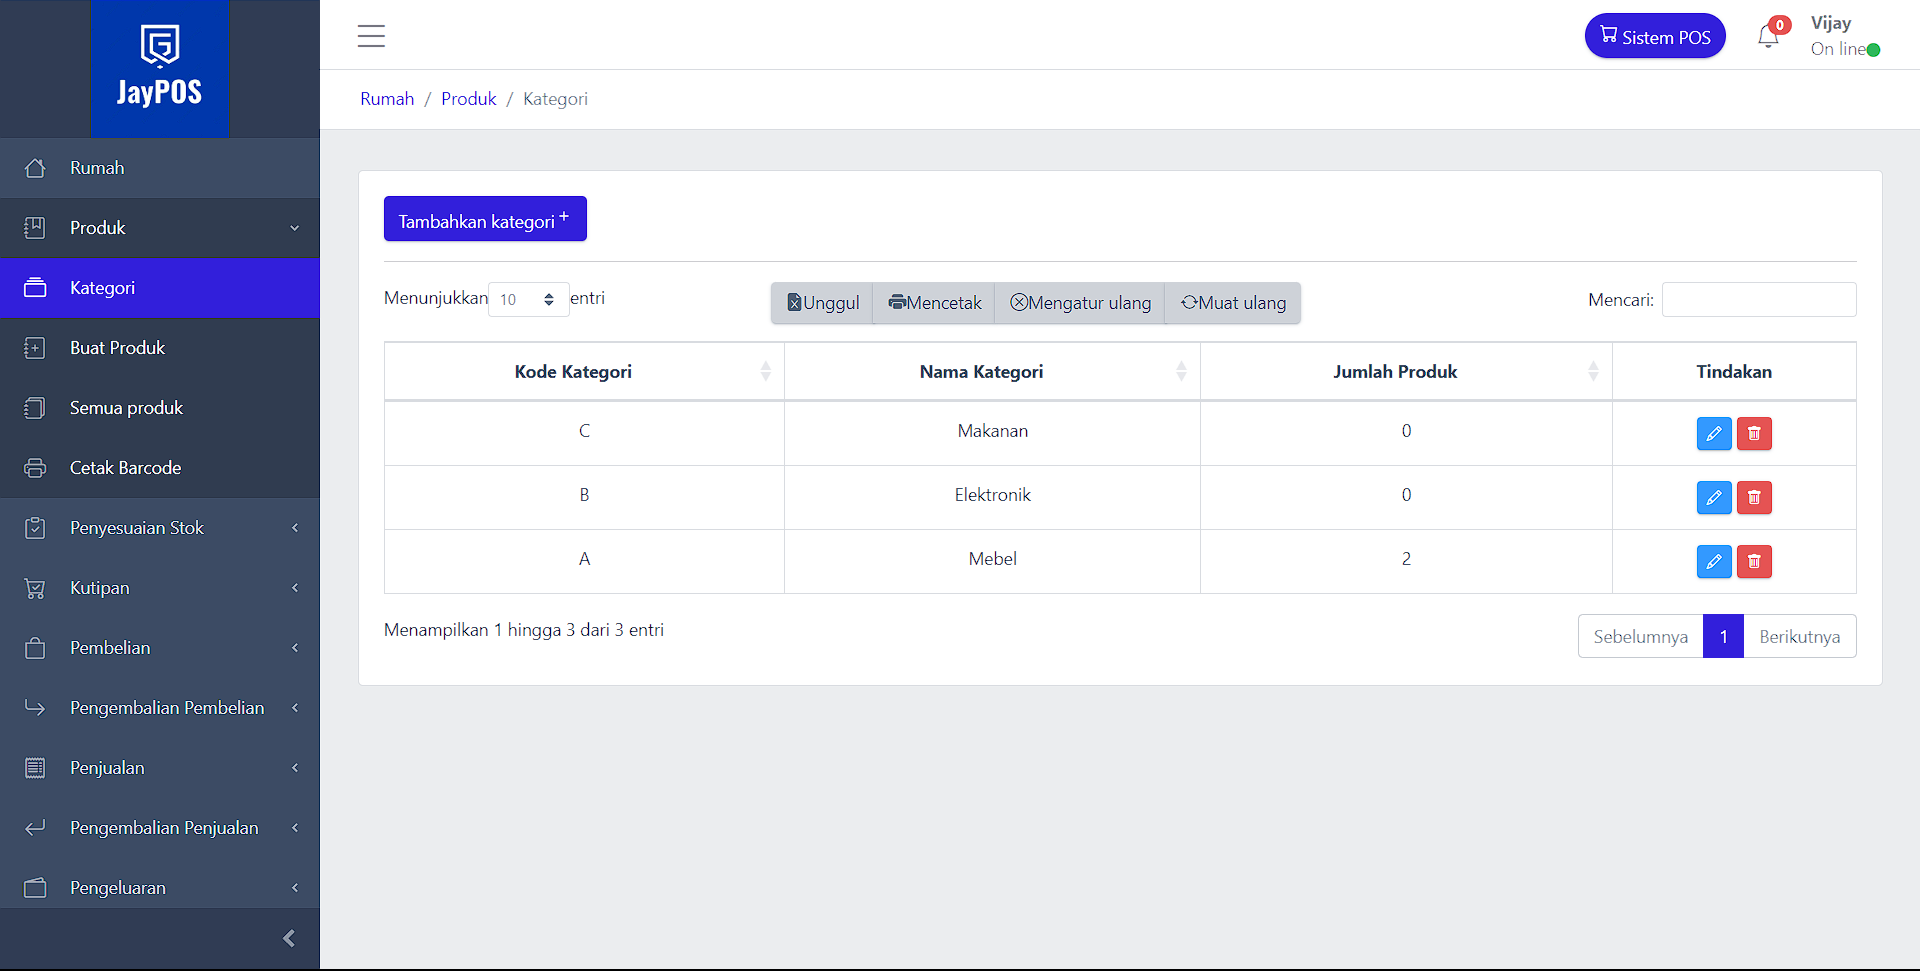 JayPOS
Sistem POS
0
Vijay
On line
Rumah / Produk / Kategori
Rumah
Produk
Kategori
Buat Produk
Semua produk
Cetak Barcode
Penyesuaian Stok
Kutipan
Pembelian
Pengembalian Pembelian
Penjualan
Pengembalian Penjualan
Pengeluaran
Tambahkan kategori +
Menunjukkan 10 entri
Unggul Mencetak Mengatur ulang Muat ulang
Mencari:
Kode Kategori Nama Kategori Jumlah Produk Tindakan
C Makanan 0
B Elektronik 0
A Mebel 2
Menampilkan 1 hingga 3 dari 3 entri
Sebelumnya 1 Berikutnya